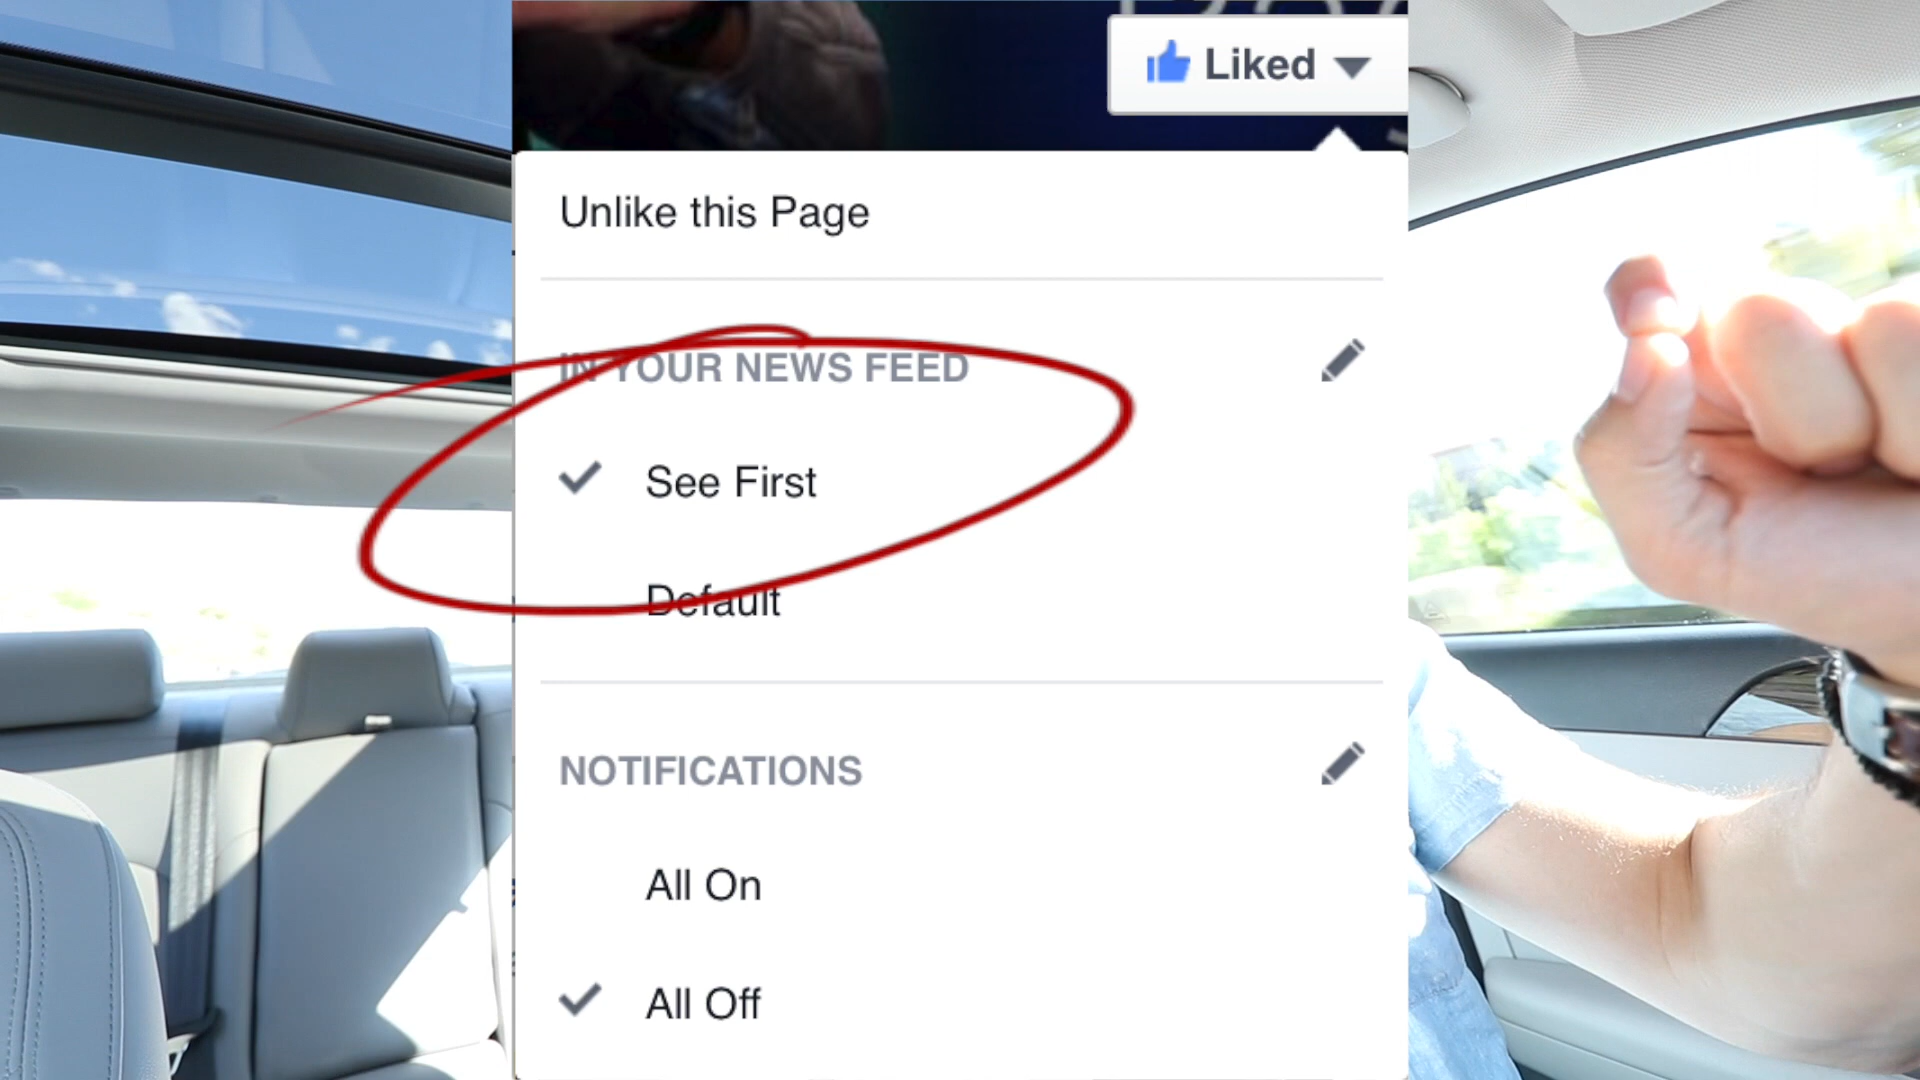 Liked
Unlike this Page
IN YOUR NEWS FEED
See First
Default
NOTIFICATIONS
All On
All Off